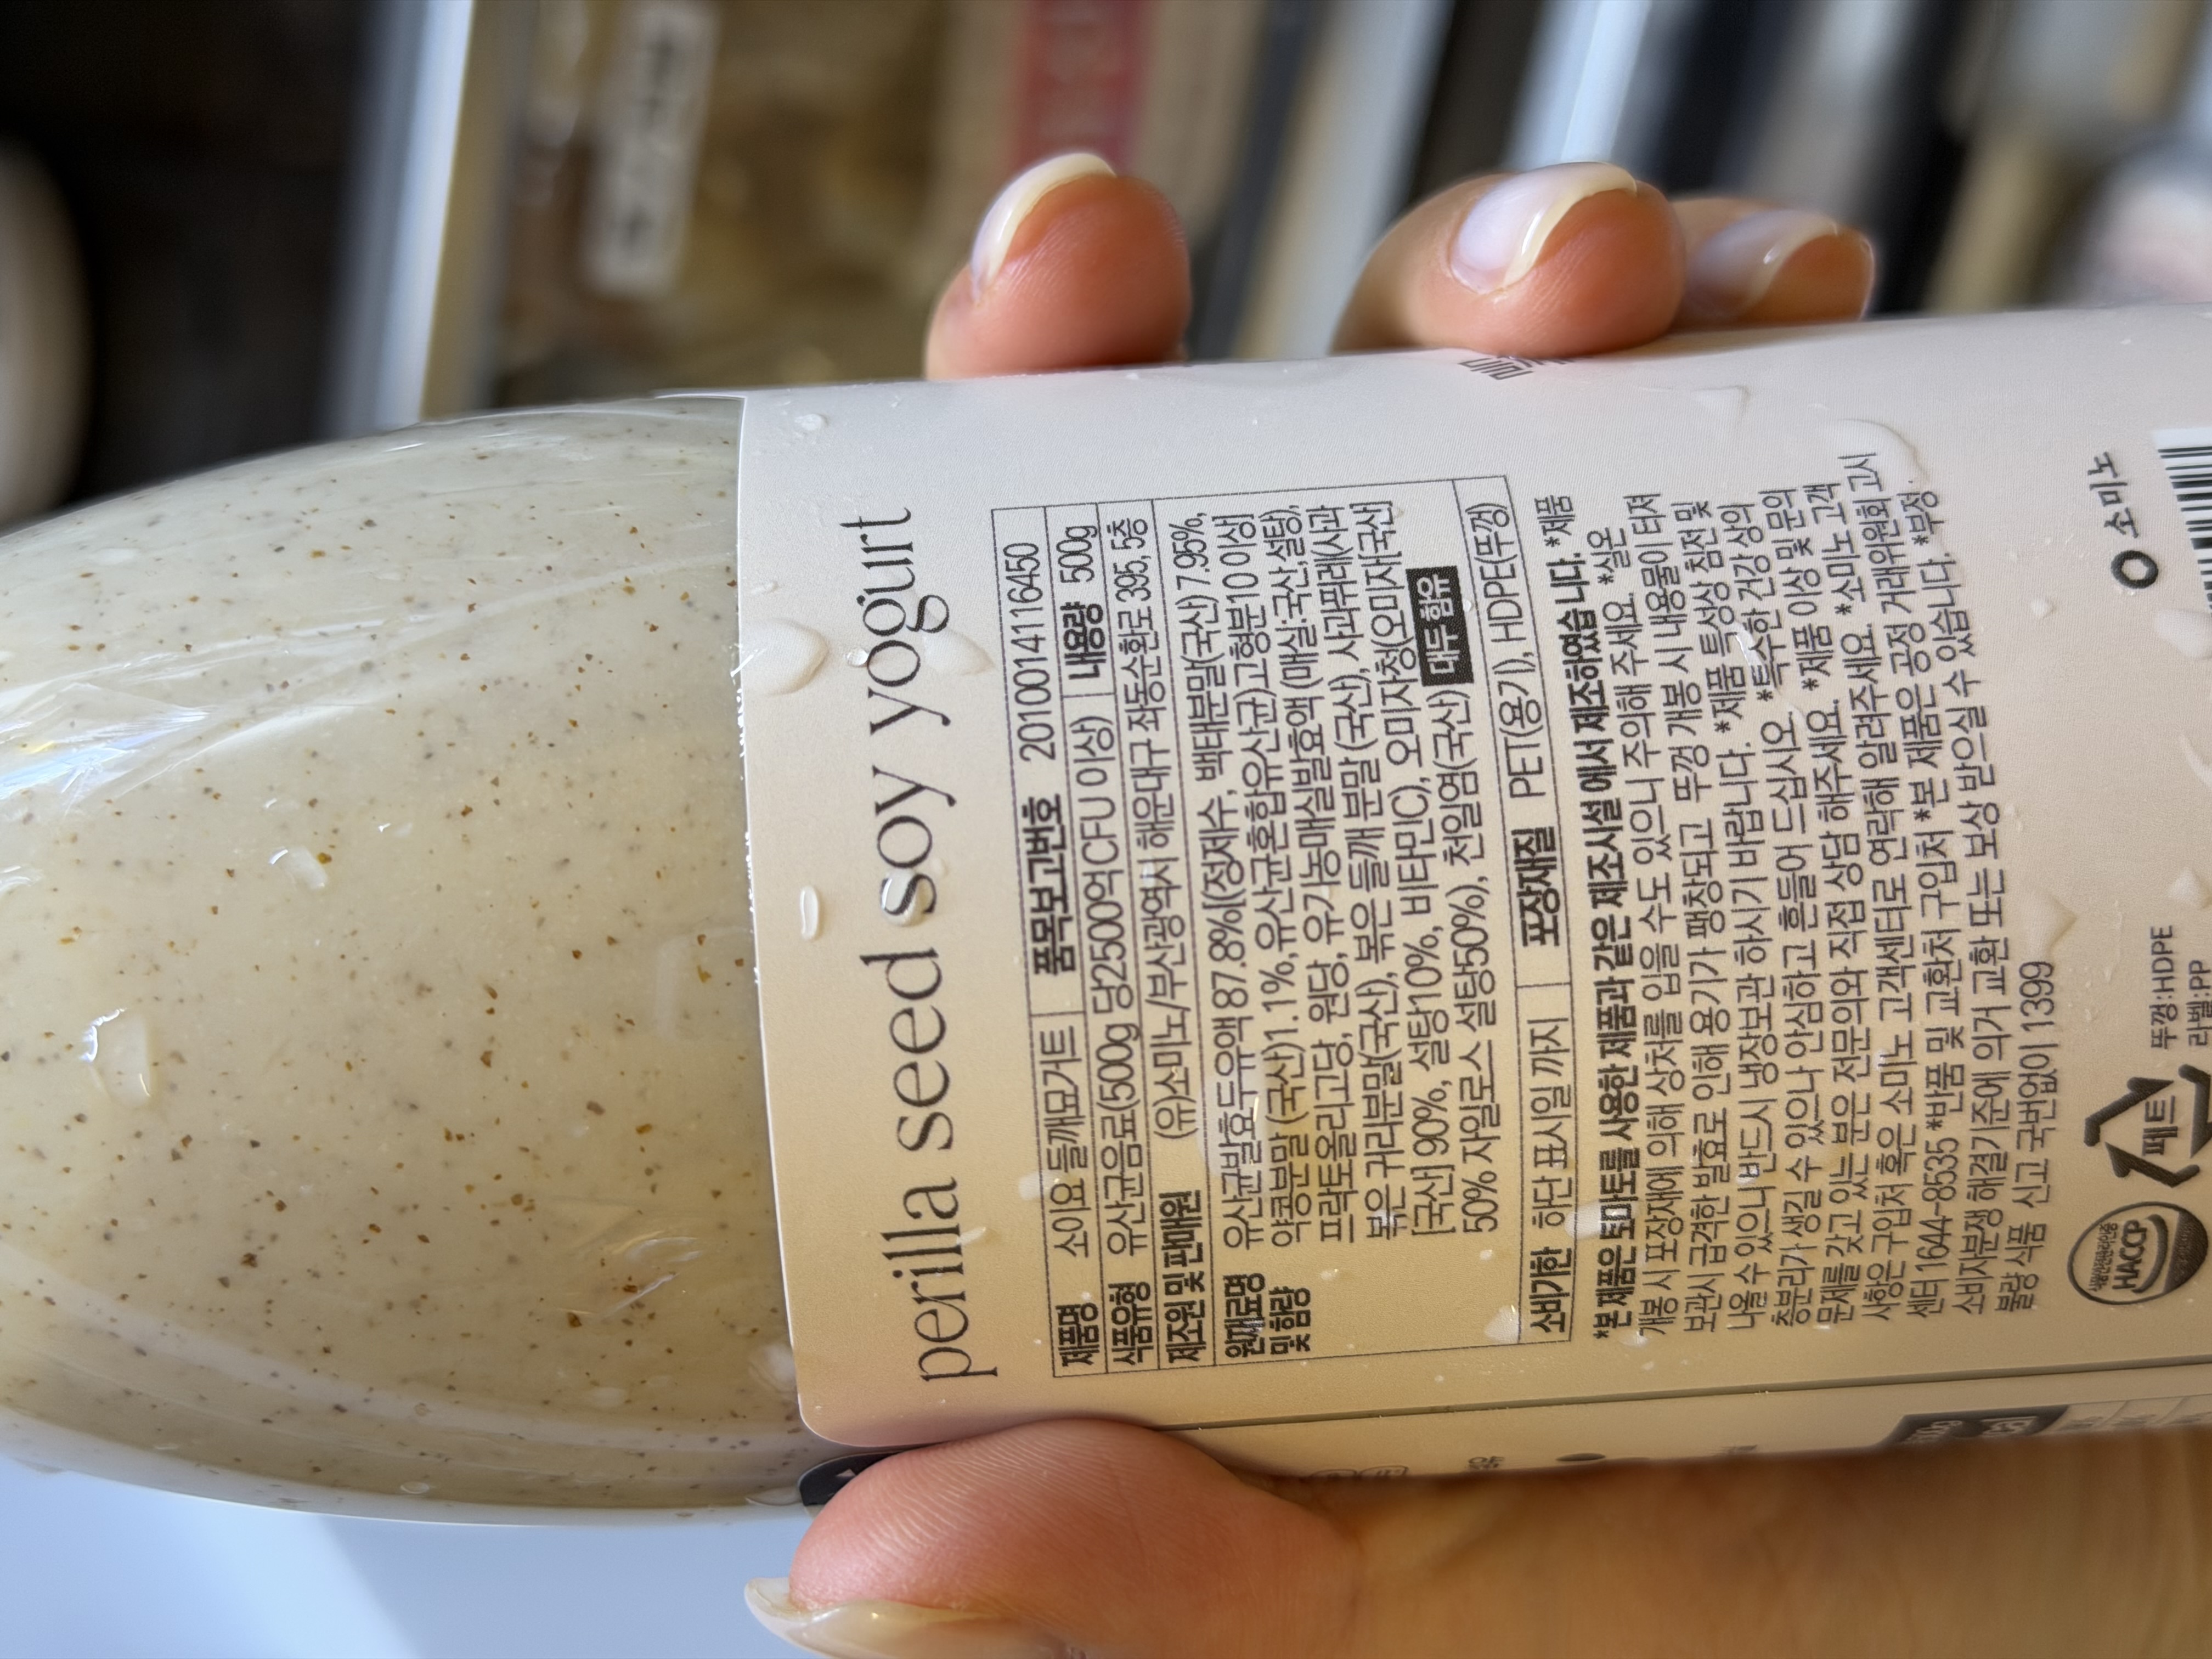 perilla seed soy yogurt
제품명 소이요 들깨요거트 품목보고번호 20100141116450
식품유형 유산균음료(500g 당2500억CFU 이상) 내용량 500g
제조원 및 판매원 (유)소미노/부산광역시 해운대구 좌동순환로 395, 5층
원재료명 유산균발효두유액 87.8%[(정제수, 백태분말(국산) 7.95%,
및 함량 약콩분말 (국산)1.1%,유산균혼합유산균)고형분10 이상]
프락토올리고당, 원당, 유기농매실발효액 (매실:국산,설탕),
볶은 귀리분말(국산), 볶은 들깨 분말 (국산), 사과퓌레(사과
[국산] 90%, 설탕10%, 비타민C), 오미자청(오미자[국산]
50% 자일로스 설탕50%), 천일염(국산) 대두 함유
소비기한 하단 표시일 까지 포장재질 PET(용기), HDPE(뚜껑)
*본 제품은 토마토를 사용한 제품과 같은 제조시설 에서 제조하였습니다. *제품
개봉 시 포장재에 의해 상처를 입을 수도 있으니 주의해 주세요. *실온
보관시 급격한 발효로 인해 용기가 팽창되고 뚜껑 개봉 시 내용물이 터져
나올 수 있으니 반드시 냉장보관 하시기 바랍니다. *제품 특성상 침전 및
층분리가 생길 수 있으나 안심하고 흔들어 드십시오. *특수한 건강 상의
문제를 갖고 있는 분은 전문의와 직접 상담 해주세요. *제품 이상 및 문의
사항은 구입처 혹은 소미노 고객센터로 연락해 알려주세요. *소미노 고객
센터 1644-8535 *반품 및 교환처 구입처 *본 제품은 공정 거래위원회 고시
소비자분쟁 해결기준에 의거 교환 또는 보상 받으실 수 있습니다. *부정·
불량 식품 신고 국번없이 1399
HACCP
페트
뚜껑:HDPE
라벨:PP
소미노